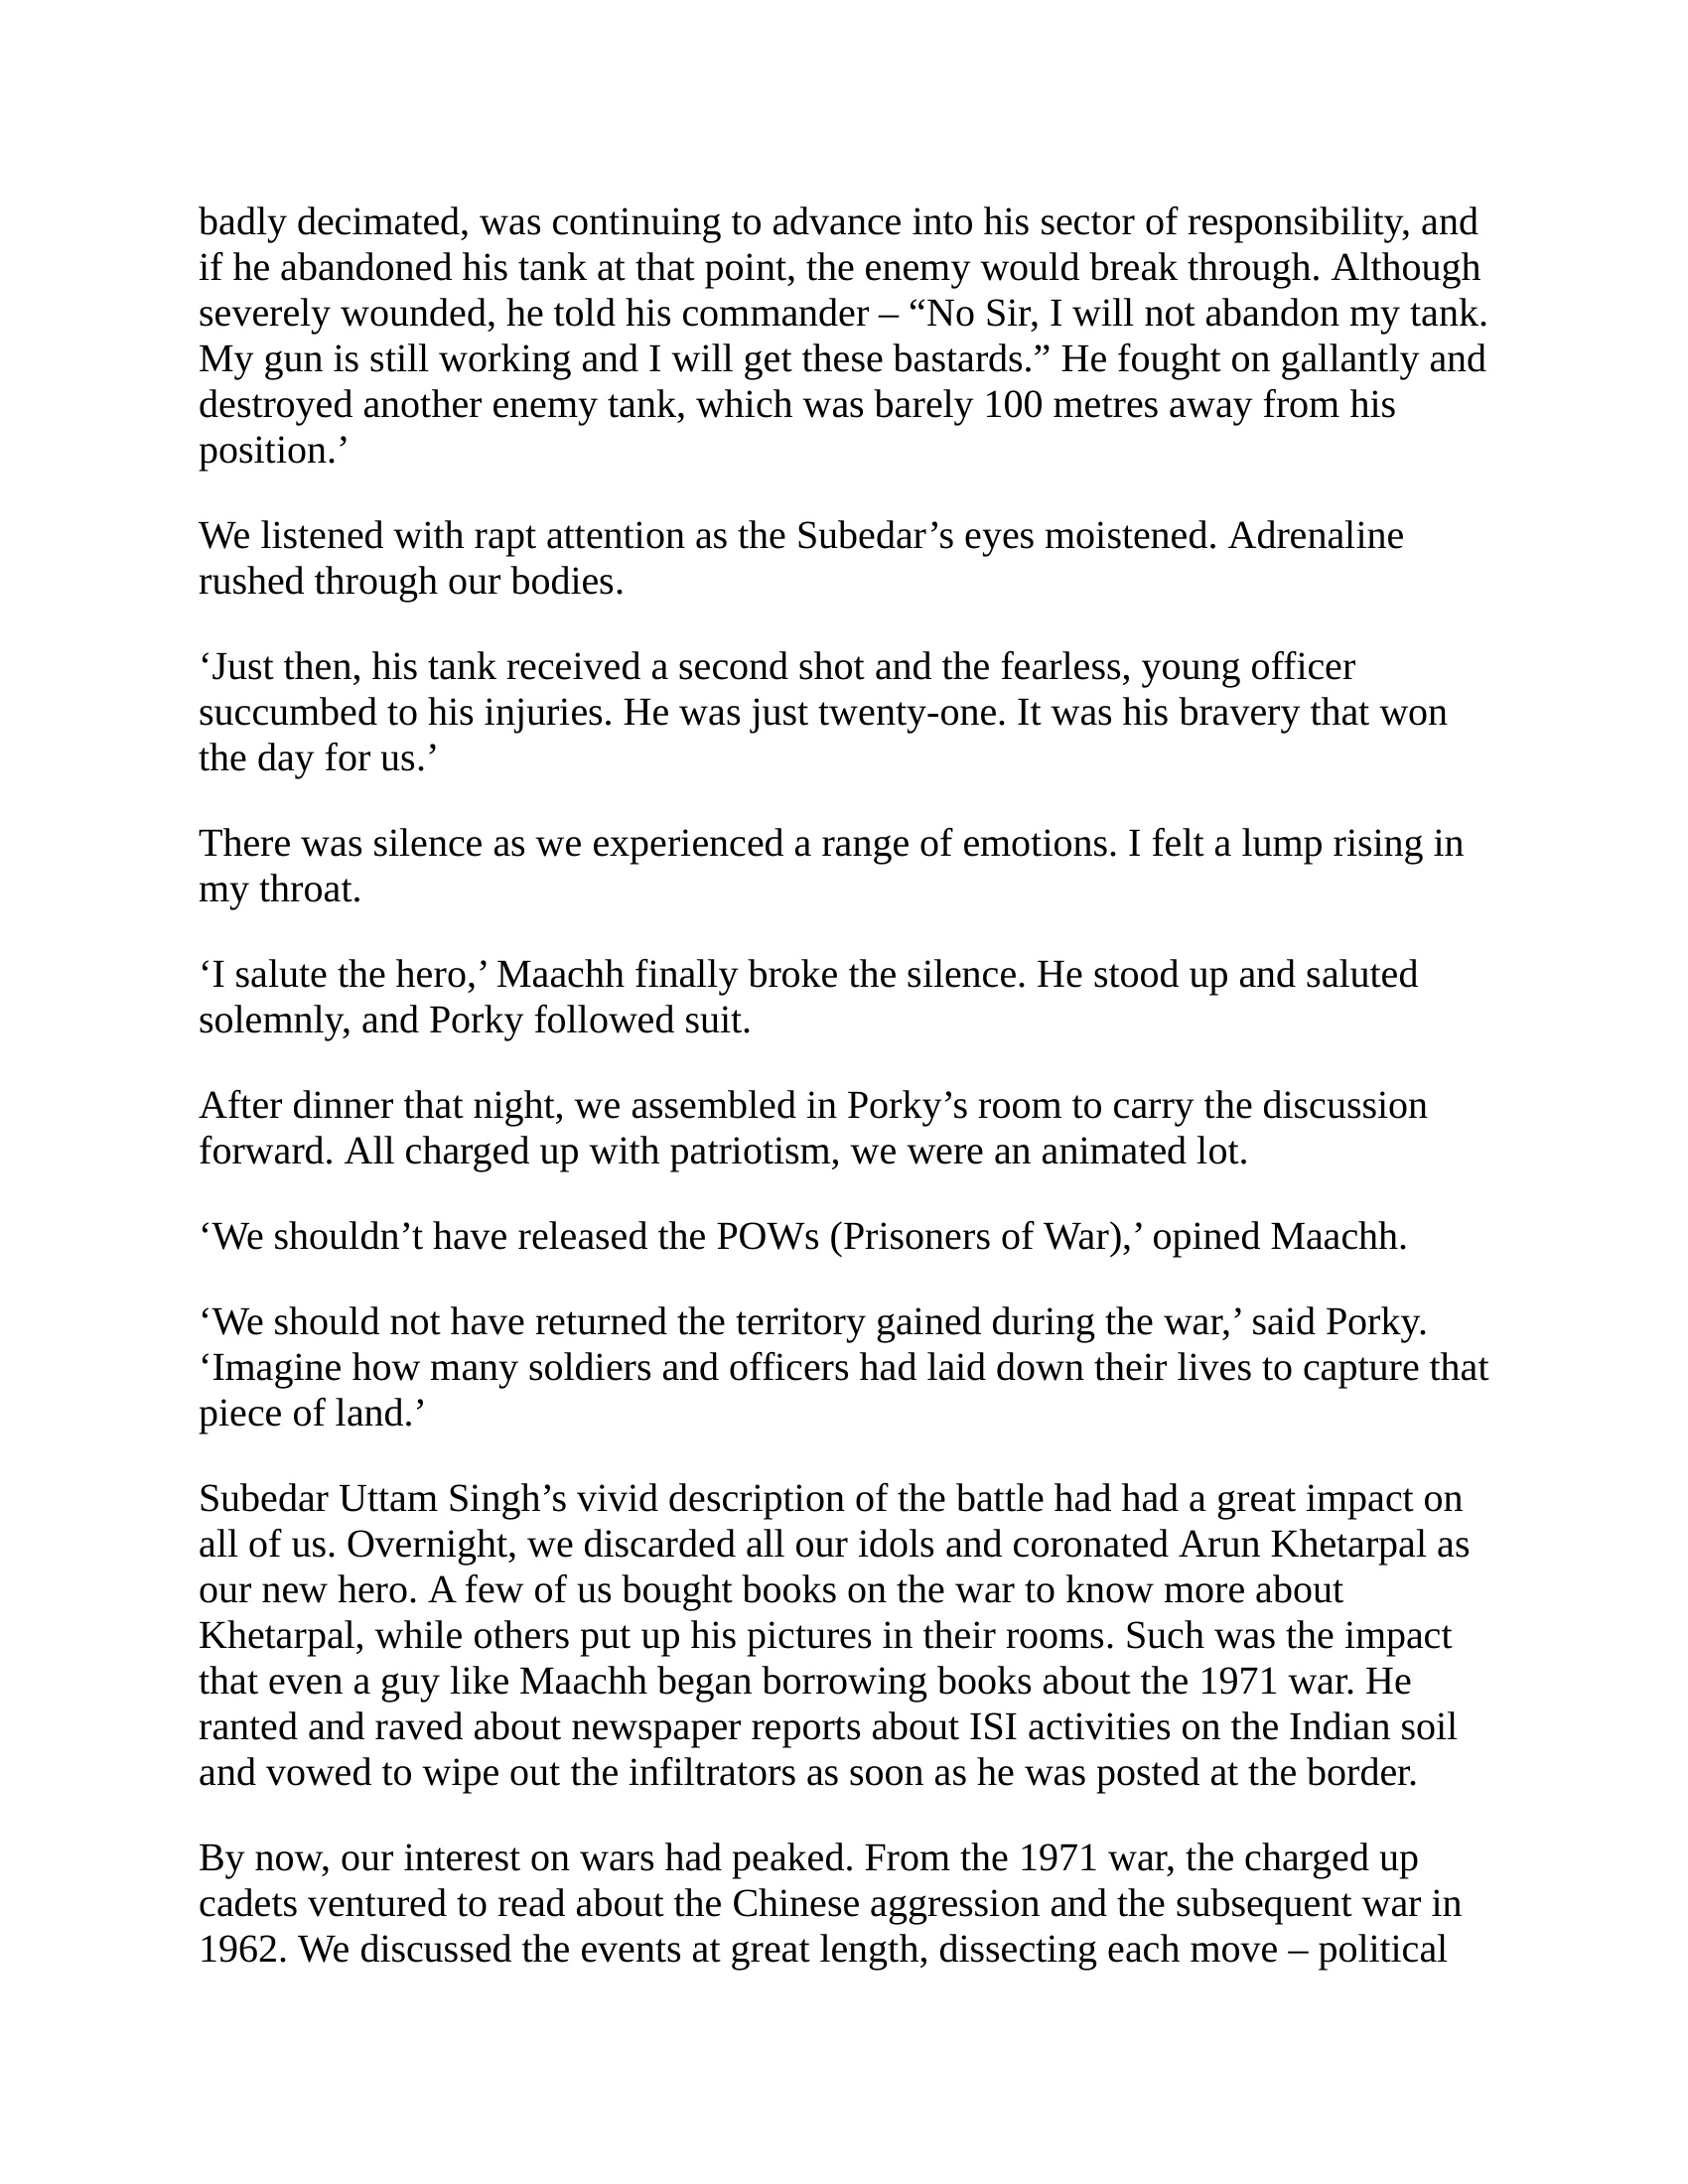 badly decimated, was continuing to advance into his sector of responsibility, and
if he abandoned his tank at that point, the enemy would break through. Although
severely wounded, he told his commander – “No Sir, I will not abandon my tank.
My gun is still working and I will get these bastards.” He fought on gallantly and
destroyed another enemy tank, which was barely 100 metres away from his
position.’
We listened with rapt attention as the Subedar’s eyes moistened. Adrenaline
rushed through our bodies.
‘Just then, his tank received a second shot and the fearless, young officer
succumbed to his injuries. He was just twenty-one. It was his bravery that won
the day for us.’
There was silence as we experienced a range of emotions. I felt a lump rising in
my throat.
‘I salute the hero,’ Maachh finally broke the silence. He stood up and saluted
solemnly, and Porky followed suit.
After dinner that night, we assembled in Porky’s room to carry the discussion
forward. All charged up with patriotism, we were an animated lot.
‘We shouldn’t have released the POWs (Prisoners of War),’ opined Maachh.
‘We should not have returned the territory gained during the war,’ said Porky.
‘Imagine how many soldiers and officers had laid down their lives to capture that
piece of land.’
Subedar Uttam Singh’s vivid description of the battle had had a great impact on
all of us. Overnight, we discarded all our idols and coronated Arun Khetarpal as
our new hero. A few of us bought books on the war to know more about
Khetarpal, while others put up his pictures in their rooms. Such was the impact
that even a guy like Maachh began borrowing books about the 1971 war. He
ranted and raved about newspaper reports about ISI activities on the Indian soil
and vowed to wipe out the infiltrators as soon as he was posted at the border.
By now, our interest on wars had peaked. From the 1971 war, the charged up
cadets ventured to read about the Chinese aggression and the subsequent war in
1962. We discussed the events at great length, dissecting each move – political